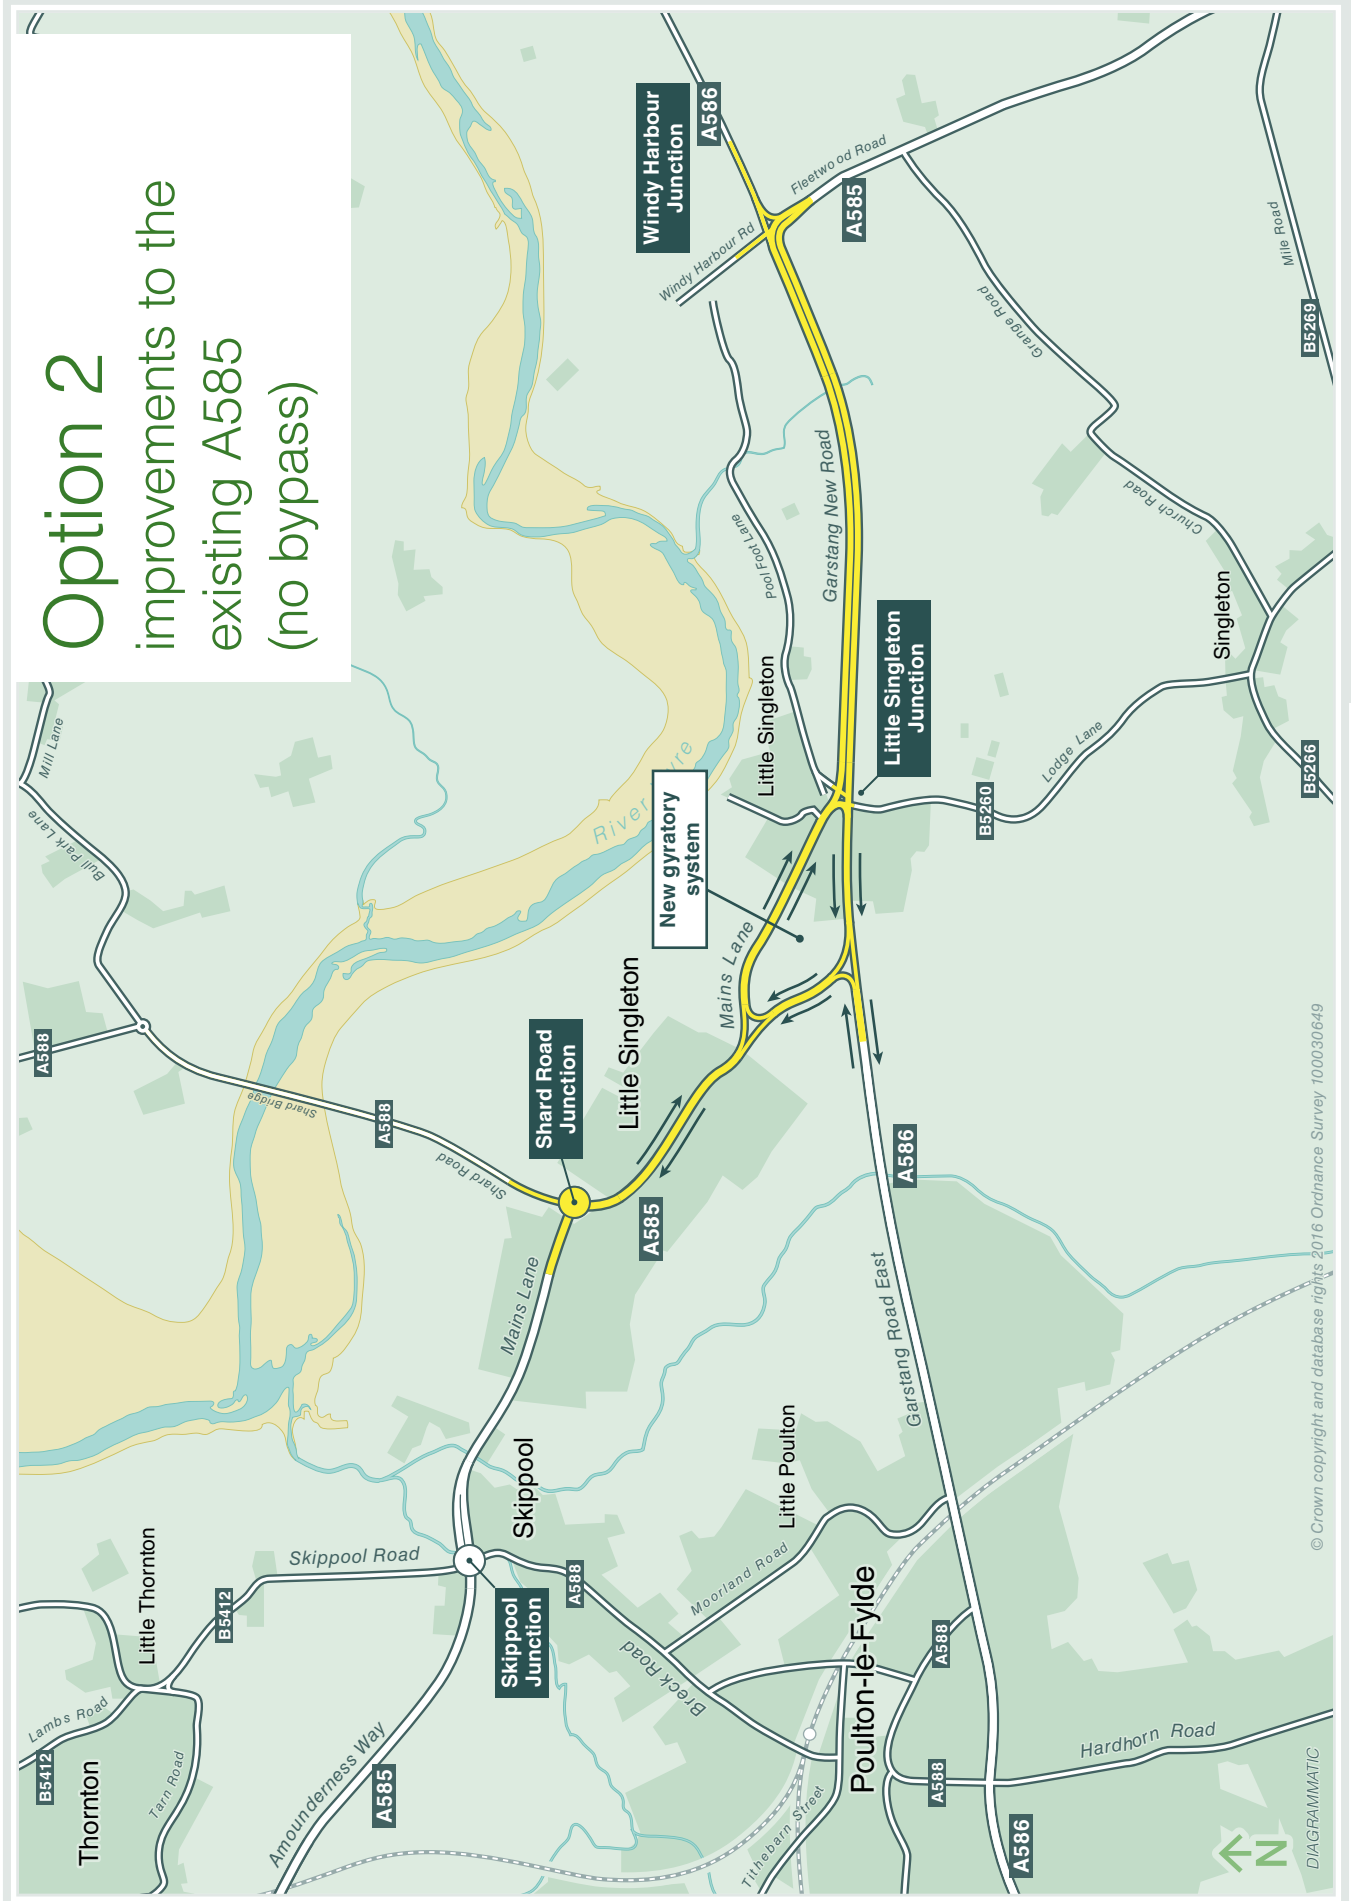 Option 2
improvements to the
existing A585
(no bypass)
Mill Lane
Bull Park Lane
A588
Shard Bridge
A588
Shard Road
River Wyre
Windy Harbour
Junction
A586
Windy Harbour Rd
Fleetwood Road
A585
Grange Road
Mile Road
B5269
Church Road
Singleton
Pool Foot Lane
Garstang New Road
Little Singleton
Little Singleton
Junction
B5260
Lodge Lane
B5266
New gyratory
system
Mains Lane
Little Singleton
Shard Road
Junction
A585
Mains Lane
A586
Garstang Road East
Skippool
Little Poulton
Moorland Road
Little Thornton
Skippool Road
B5412
Skippool
Junction
A588
Breck Road
Poulton-le-Fylde
A588
Lambs Road
B5412
Thornton
Tarn Road
Amounderness Way
A585
Tithebarn Street
A588
Hardhorn Road
A586
N
DIAGRAMMATIC
© Crown copyright and database rights 2016 Ordnance Survey 100030649